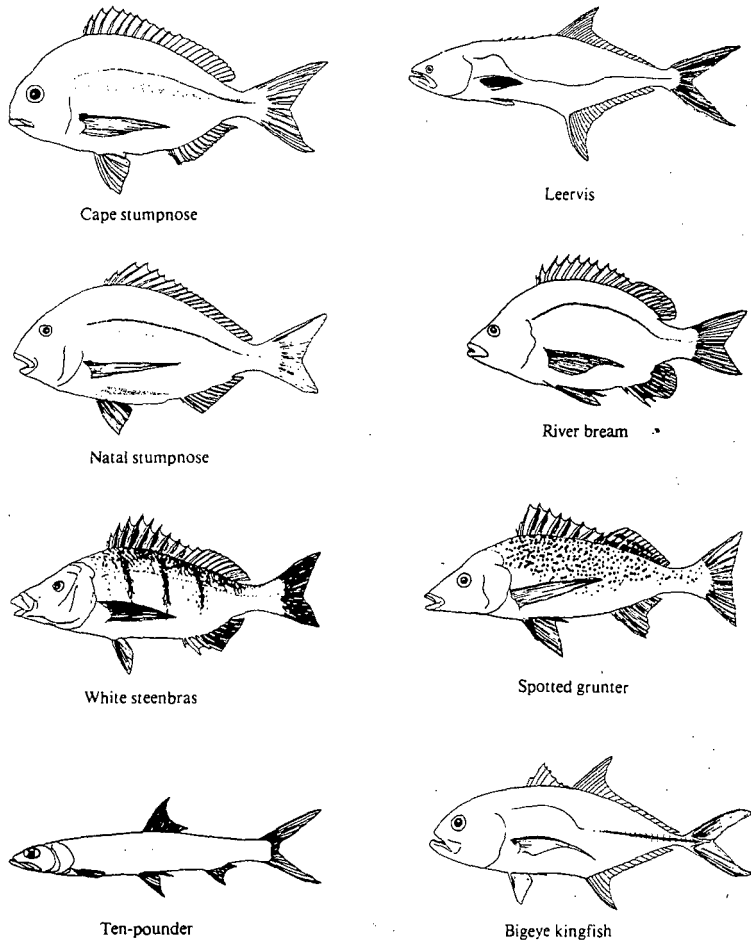 Cape stumpnose
Leervis
Natal stumpnose
River bream
White steenbras
Spotted grunter
Ten-pounder
Bigeye kingfish